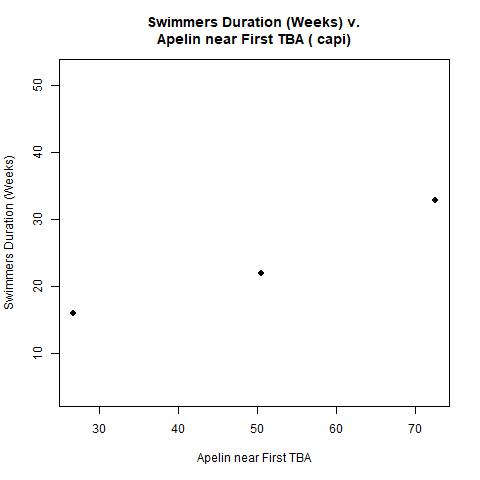 Swimmers Duration (Weeks) v.
Apelin near First TBA ( capi)
Swimmers Duration (Weeks)
50
40
30
20
10
30 40 50 60 70
Apelin near First TBA